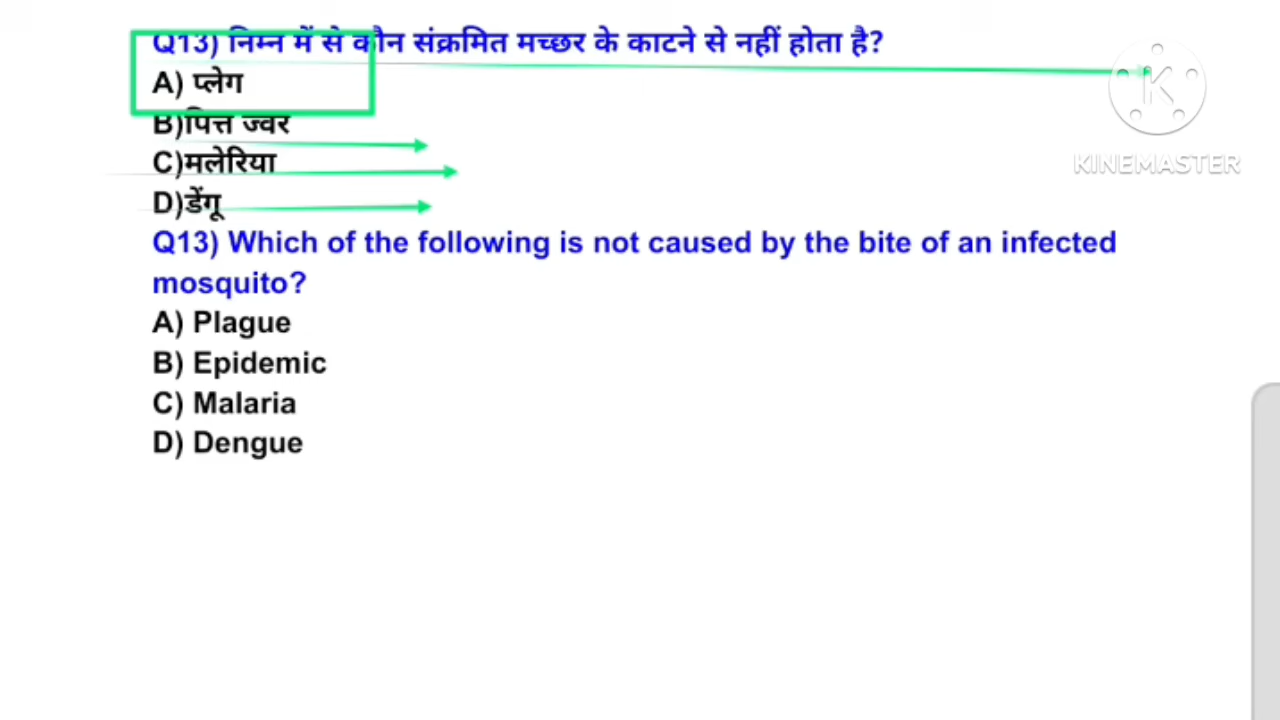 Q13) निम्न में से कौन संक्रमित मच्छर के काटने से नहीं होता है?
A) प्लेग
B)पित्त ज्वर
C)मलेरिया
D)डेंगू
Q13) Which of the following is not caused by the bite of an infected
mosquito?
A) Plague
B) Epidemic
C) Malaria
D) Dengue
K
KINEMASTER